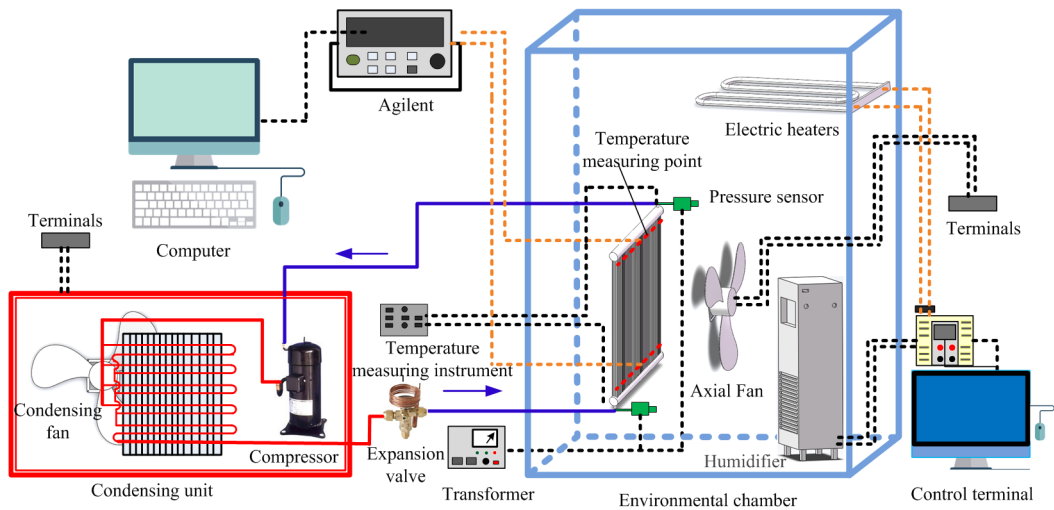 Agilent
Electric heaters
Temperature
measuring point
Pressure sensor
Terminals
Computer
Terminals
Temperature
measuring instrument
Axial Fan
Condensing
fan
Compressor
Expansion
valve
Humidifier
Condensing unit
Transformer
Environmental chamber
Control terminal